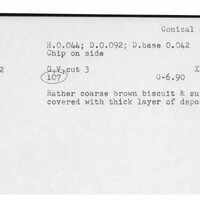 Conical
H.0.044; D.0.092; D.base 0.042
Chip on side
2 G.V.cut 3 X
107 Q-6.90
Rather coarse brown biscuit & su
covered with thick layer of depo